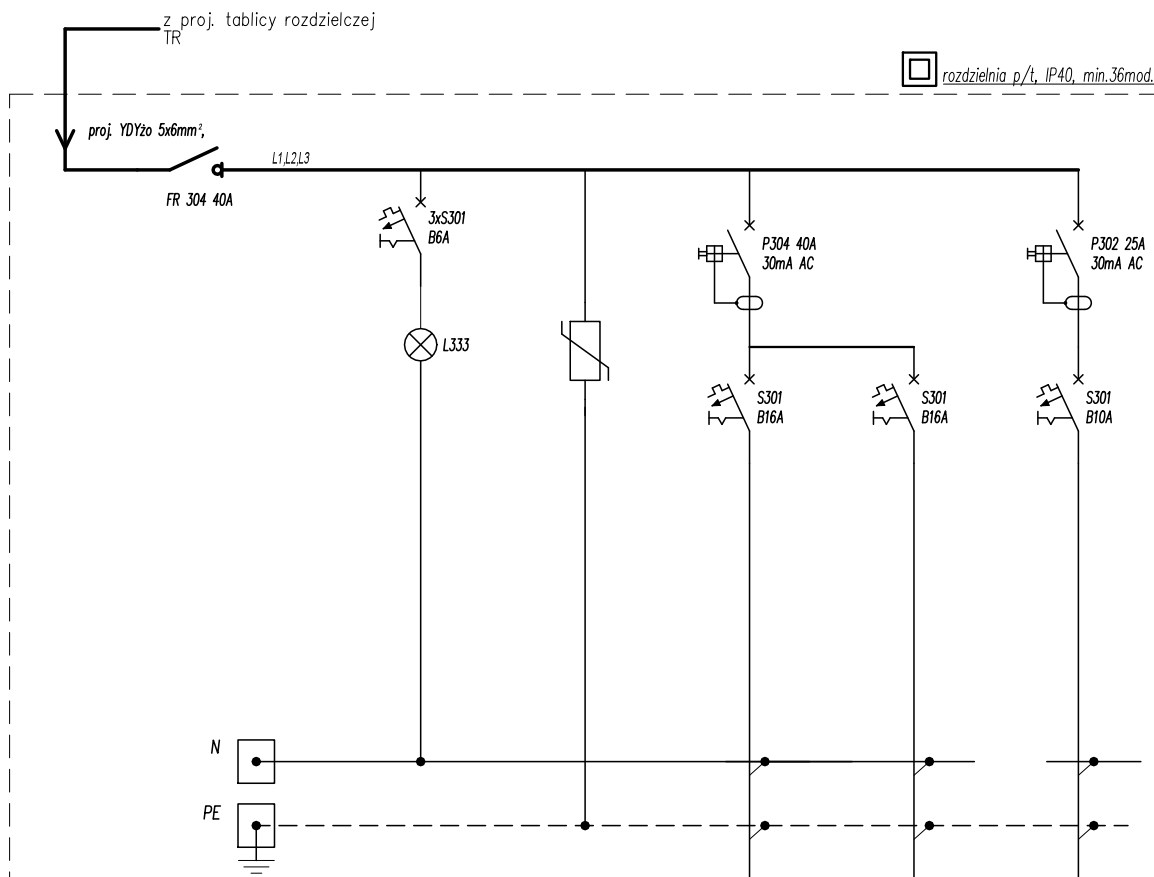 z proj. tablicy rozdzielczej
TR
rozdzielnia p/t, IP40, min.36mod.
proj. YDYżo 5x6mm²,
L1,L2,L3
FR 304 40A
3xS301
B6A
P304 40A
30mA AC
P302 25A
30mA AC
L333
S301
B16A
S301
B16A
S301
B10A
N
PE